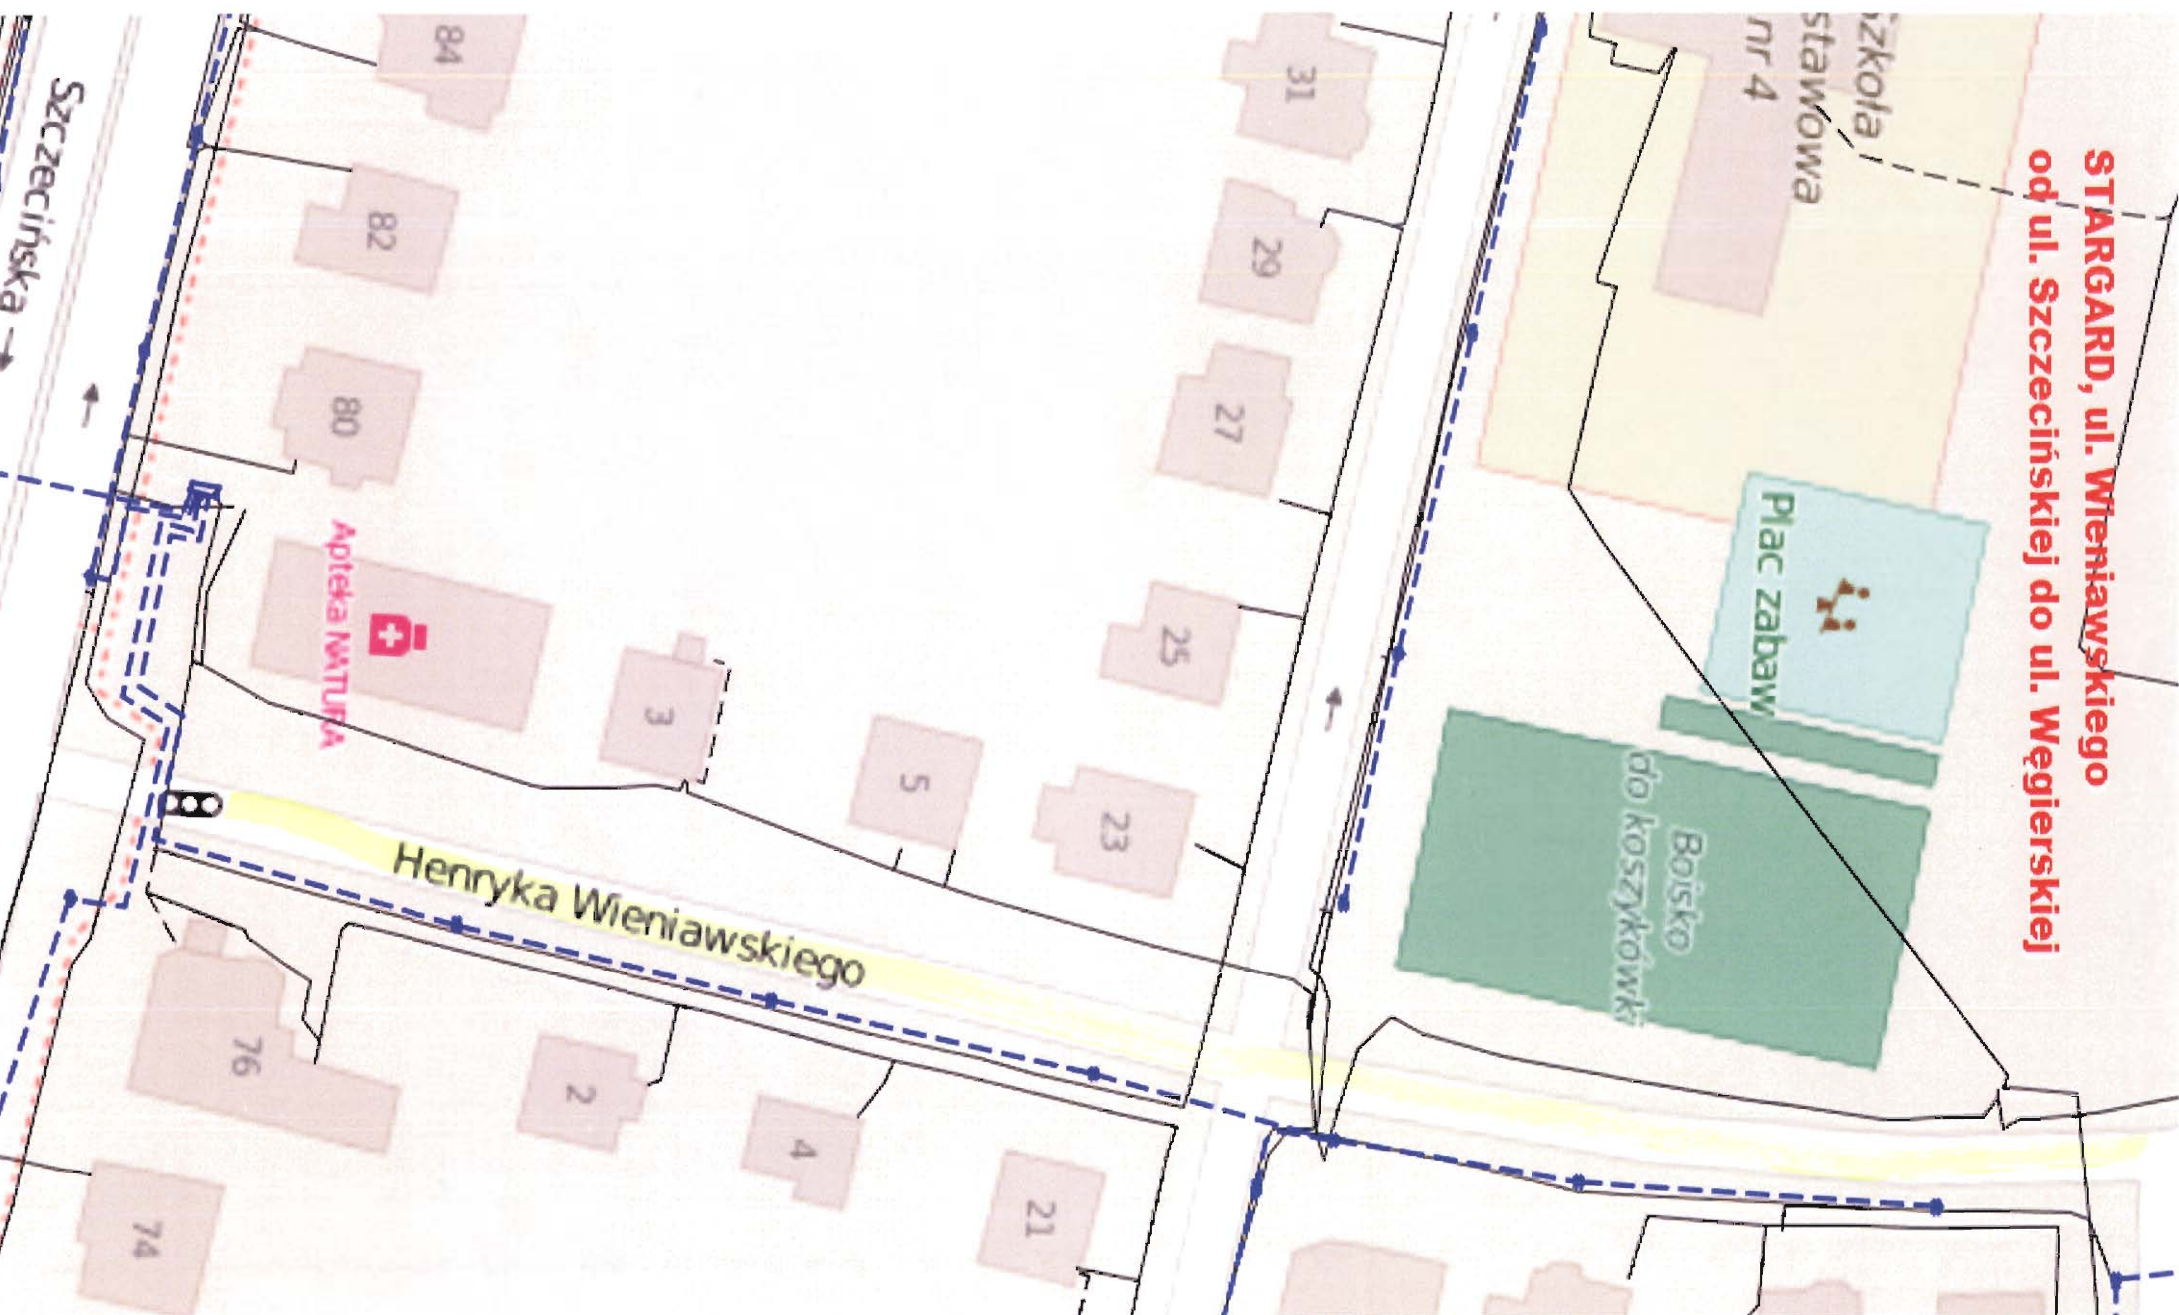 STARGARD, ul. Wieniawskiego
od ul. Szczecińskiej do ul. Węgierskiej
Szkoła
nr 4
Plac zabaw
Boisko
do koszykówki
31
29
27
25
23
21
84
82
80
Apteka NATURA
3
5
Henryka Wieniawskiego
Szczecińska
76
2
4
74